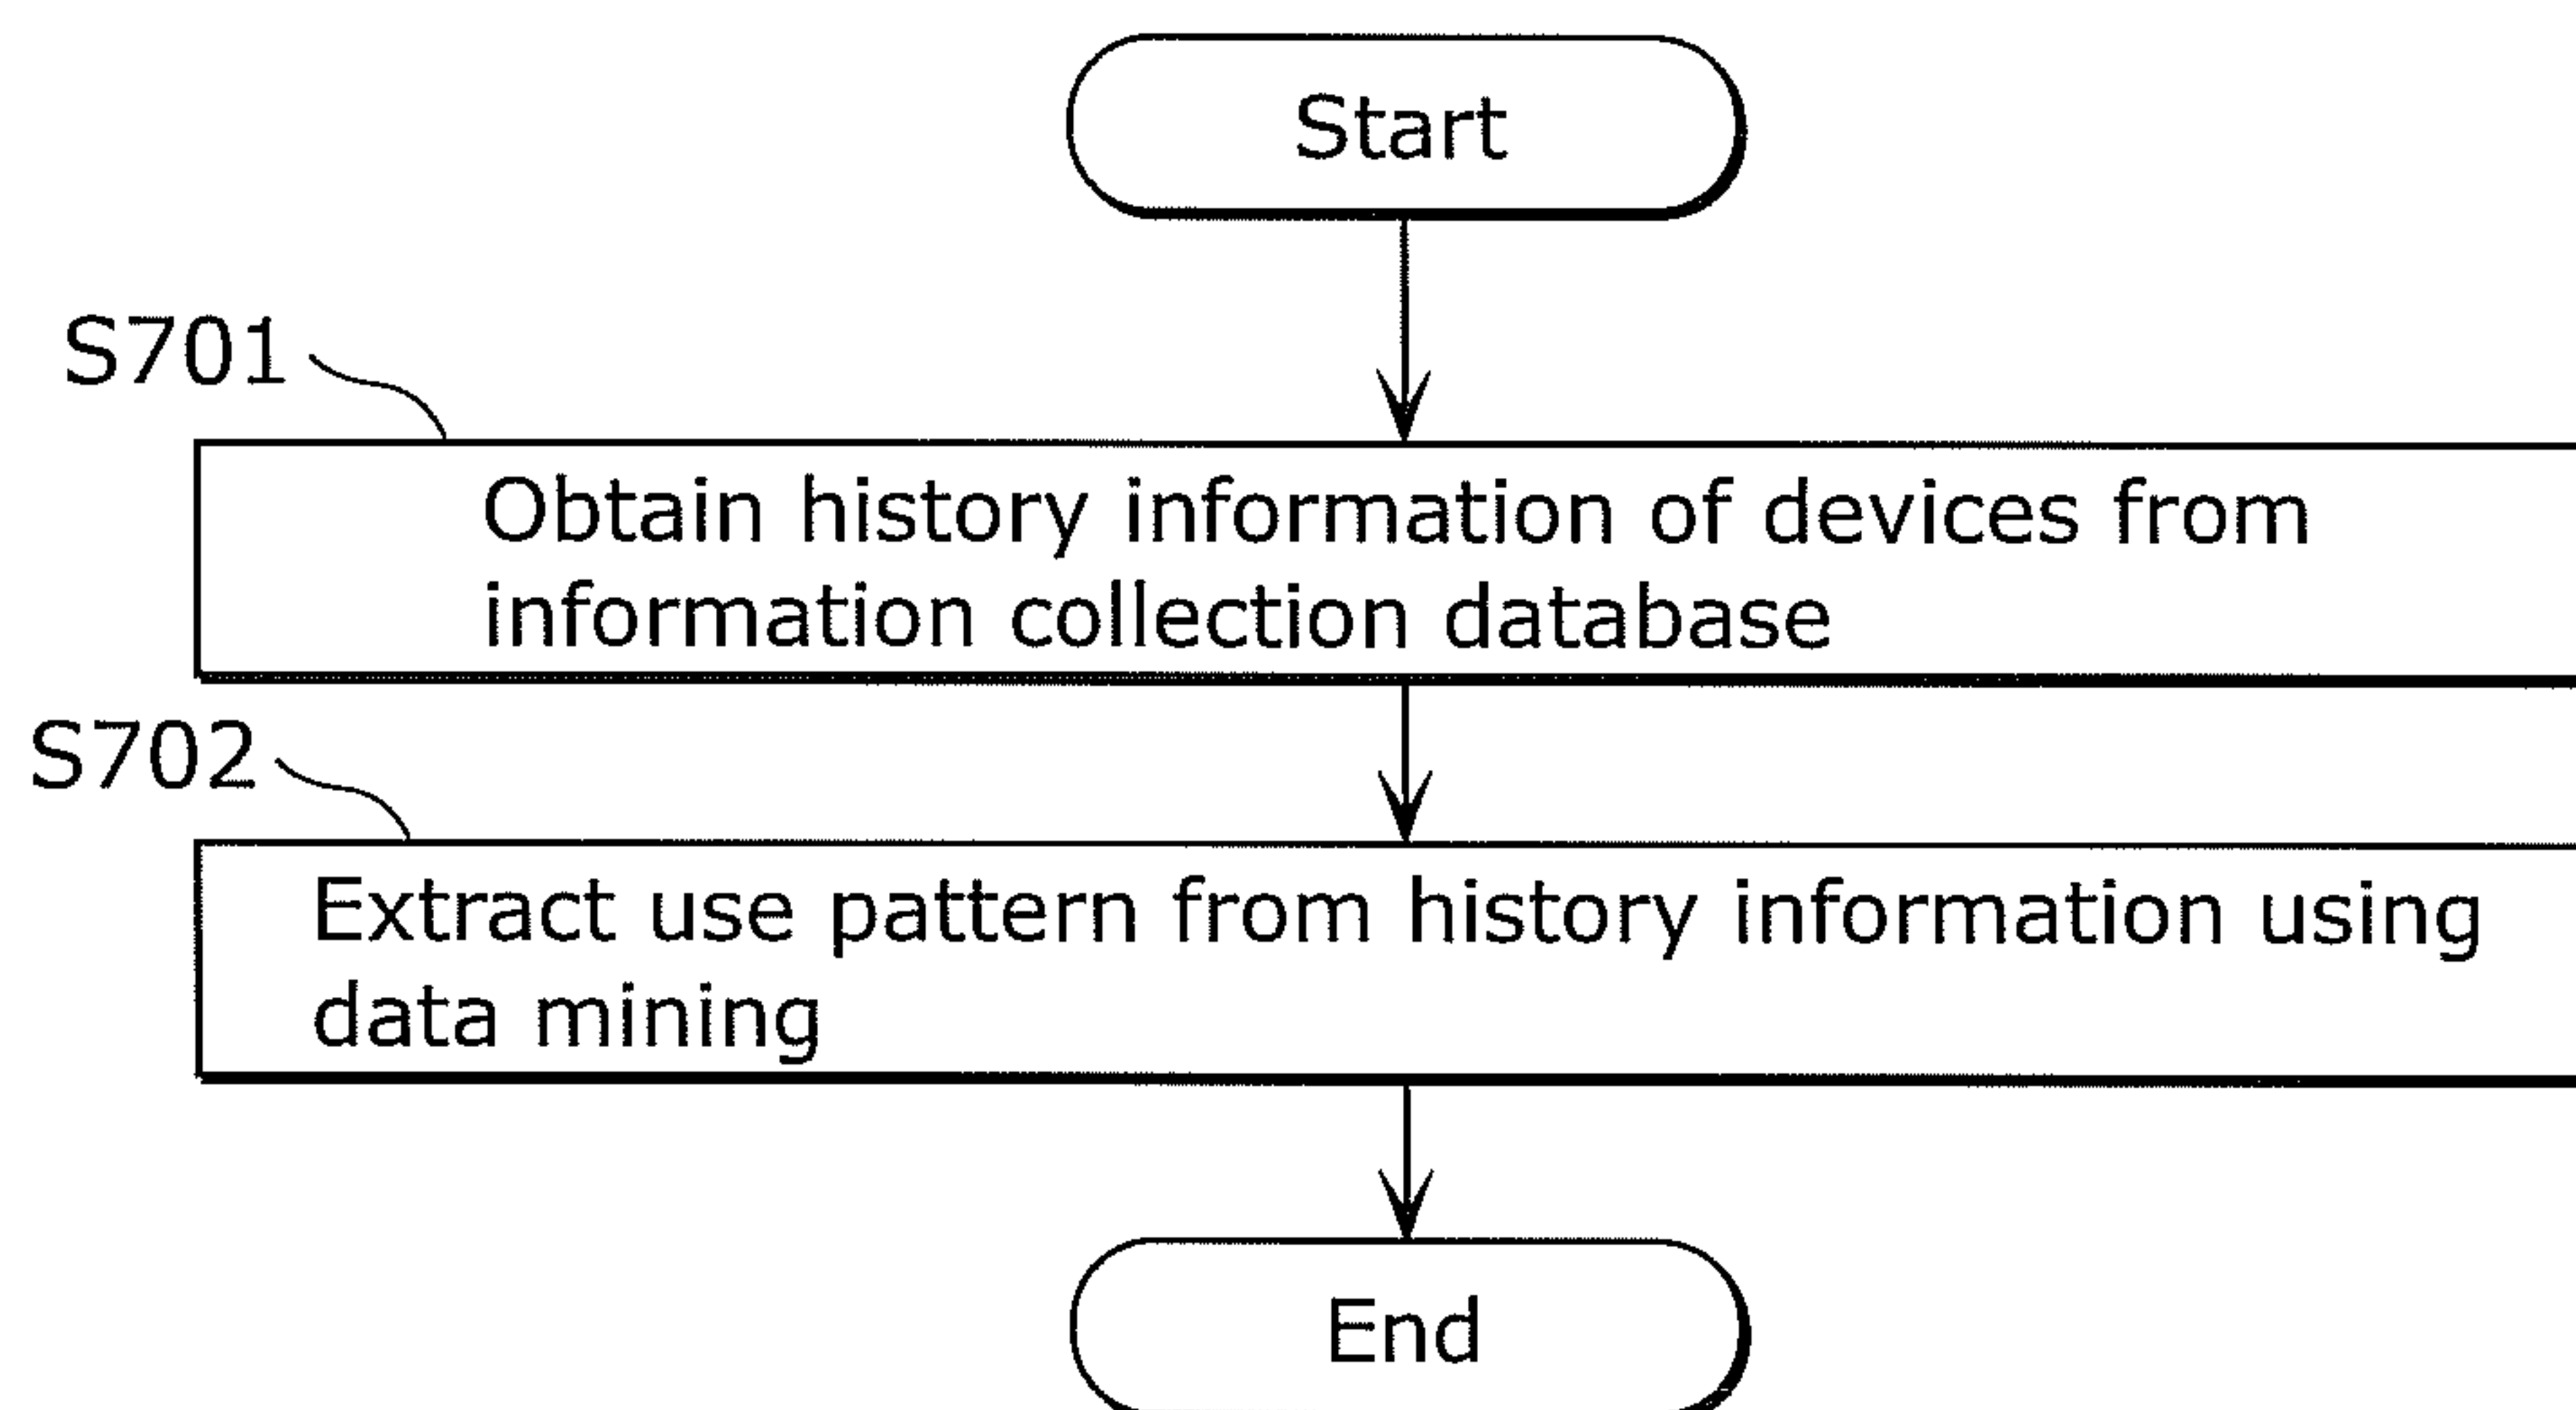 Start
S701
Obtain history information of devices from
information collection database
S702
Extract use pattern from history information using
data mining
End